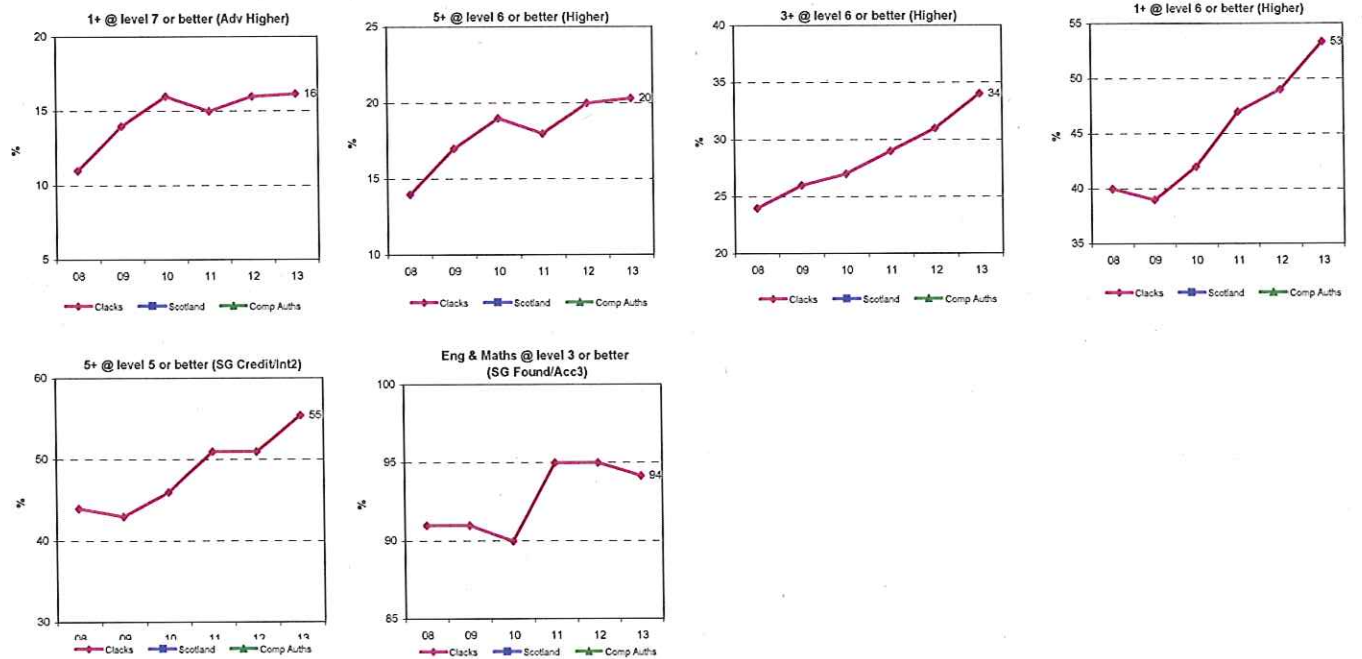 1+ @ level 7 or better (Adv Higher)
20
15
10
5
%
16
08 09 10 11 12 13
Clacks Scotland Comp Auths
5+ @ level 6 or better (Higher)
25
20
15
10
%
20
08 09 10 11 12 13
Clacks Scotland Comp Auths
3+ @ level 6 or better (Higher)
40
35
30
25
20
%
34
08 09 10 11 12 13
Clacks Scotland Comp Auths
1+ @ level 6 or better (Higher)
55
50
45
40
35
%
53
08 09 10 11 12 13
Clacks Scotland Comp Auths
5+ @ level 5 or better (SG Credit/Int2)
60
50
40
30
%
55
08 09 10 11 12 13
Clacks Scotland Comp Auths
Eng & Maths @ level 3 or better
(SG Found/Acc3)
100
95
90
85
%
94
08 09 10 11 12 13
Clacks Scotland Comp Auths